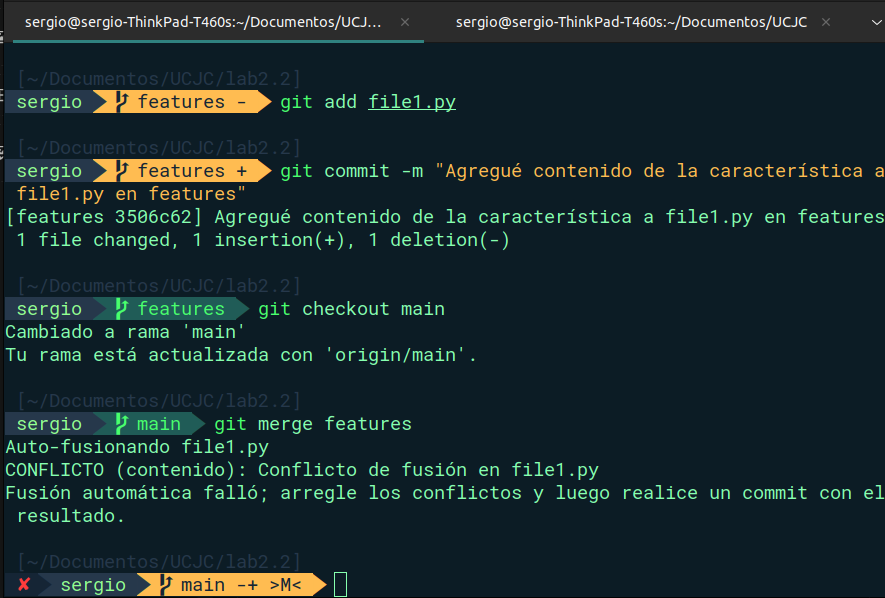 sergio@sergio-ThinkPad-T460s:~/Documentos/UCJ... × sergio@sergio-ThinkPad-T460s:~/Documentos/UCJC ×
[~/Documentos/UCJC/lab2.2]
sergio features - git add file1.py
[~/Documentos/UCJC/lab2.2]
sergio features + git commit -m "Agregué contenido de la característica a
file1.py en features"
[features 3506c62] Agregué contenido de la característica a file1.py en features
1 file changed, 1 insertion(+), 1 deletion(-)
[~/Documentos/UCJC/lab2.2]
sergio features git checkout main
Cambiado a rama 'main'
Tu rama está actualizada con 'origin/main'.
[~/Documentos/UCJC/lab2.2]
sergio main git merge features
Auto-fusionando file1.py
CONFLICTO (contenido): Conflicto de fusión en file1.py
Fusión automática falló; arregle los conflictos y luego realice un commit con el
resultado.
[~/Documentos/UCJC/lab2.2]
✘ sergio main -+ >M<